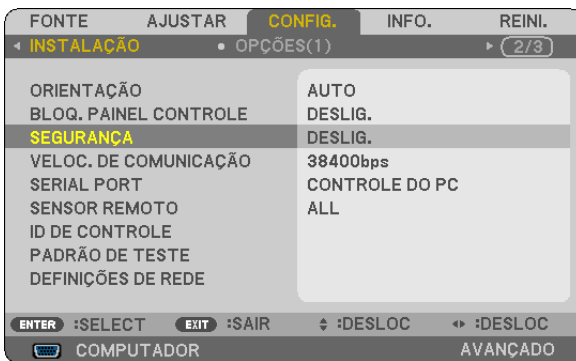 FONTE AJUSTAR CONFIG. INFO. REINI.
INSTALAÇÃO • OPÇÕES(1) 2/3
ORIENTAÇÃO AUTO
BLOQ. PAINEL CONTROLE DESLIG.
SEGURANÇA DESLIG.
VELOC. DE COMUNICAÇÃO 38400bps
SERIAL PORT CONTROLE DO PC
SENSOR REMOTO ALL
ID DE CONTROLE
PADRÃO DE TESTE
DEFINIÇÕES DE REDE
ENTER :SELECT EXIT :SAIR :DESLOC :DESLOC
COMPUTADOR AVANÇADO